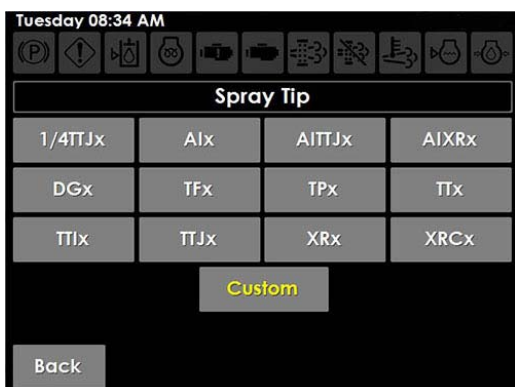 Tuesday 08:34 AM
Spray Tip
1/4TTJx AIx AITTJx AIXRx
DGx TFx TPx TTx
TTIx TTJx XRx XRCx
Custom
Back